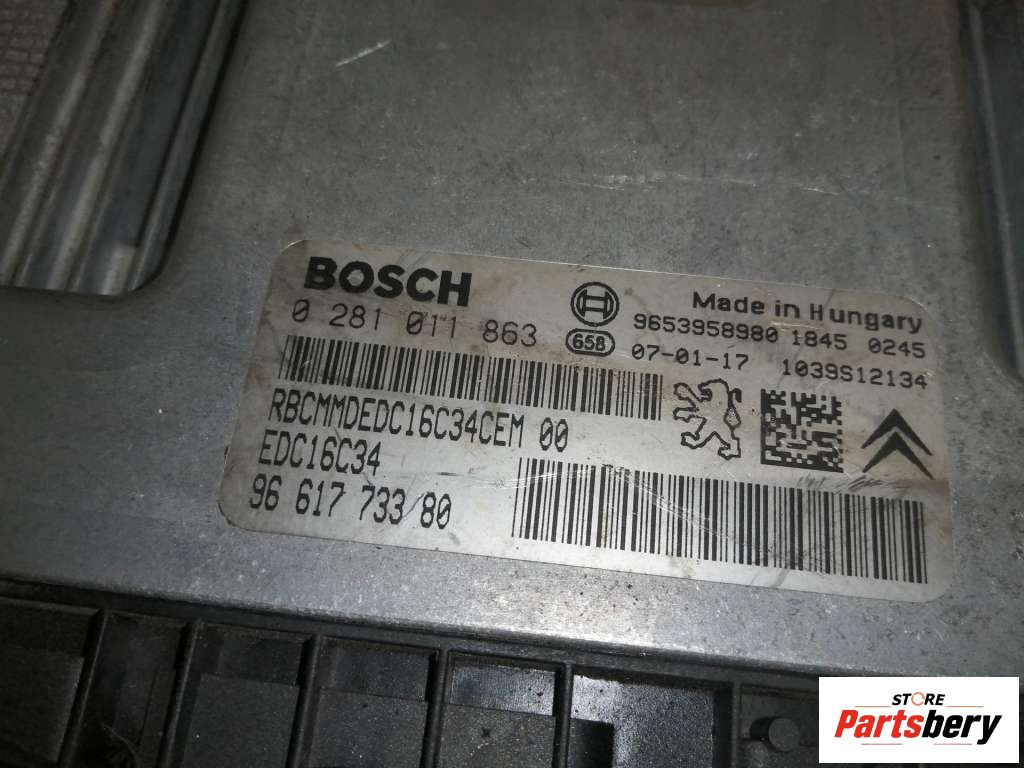 BOSCH
0 281 011 863
658
Made in Hungary
9653958980 1845 0245
07-01-17 1039S12134
RBCMMDEDC16C34CEM 00
EDC16C34
96 617 733 80
STORE
Partsbery